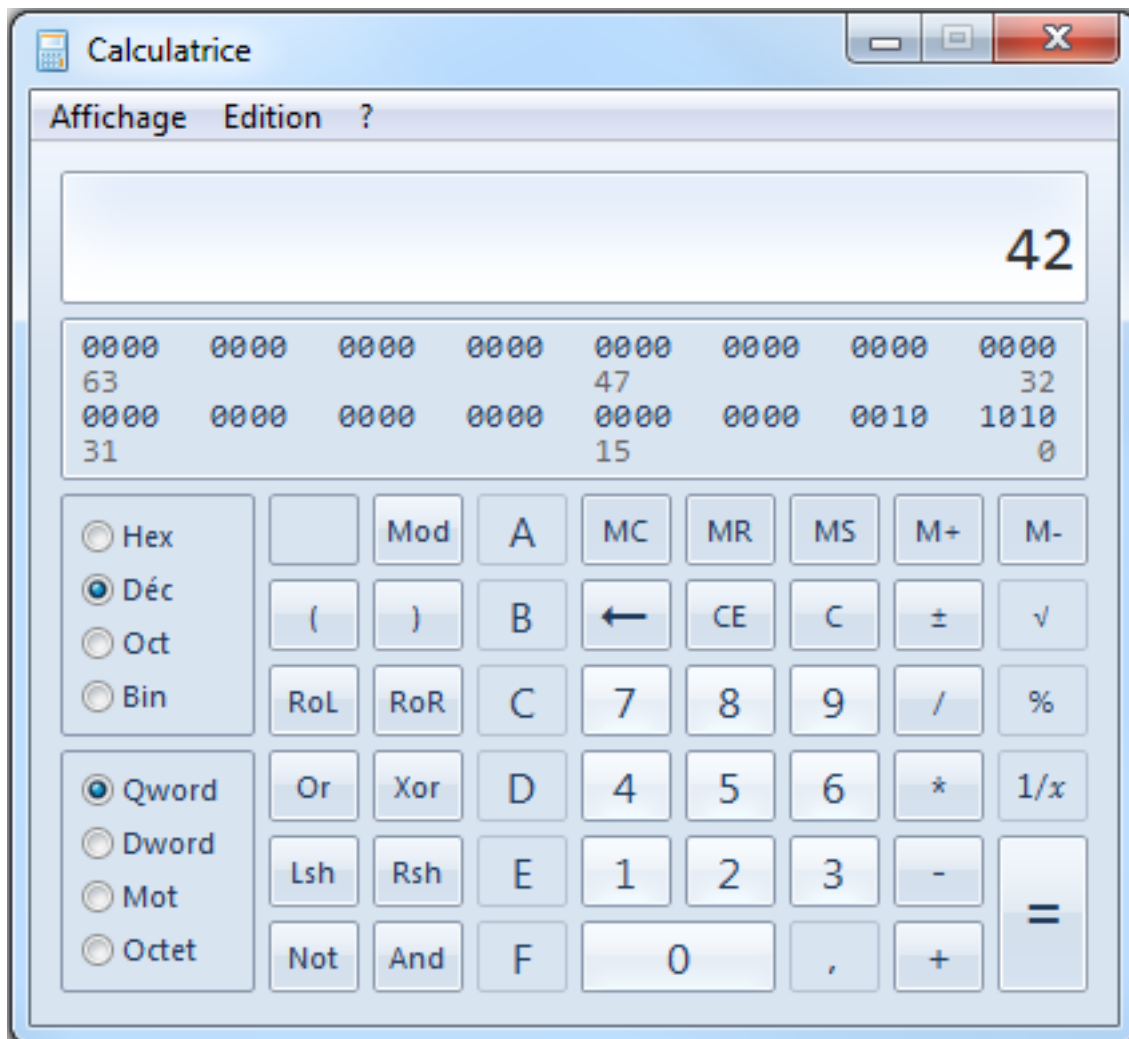 Calculatrice
Affichage Edition ?
42
0000 0000 0000 0000 0000 0000 0000 0000
63 47 32
0000 0000 0000 0000 0000 0000 0010 1010
31 15 0
Hex
Déc
Oct
Bin
Qword
Dword
Mot
Octet
Mod A MC MR MS M+ M-
( ) B ← CE C ± √
RoL RoR C 7 8 9 / %
Or Xor D 4 5 6 * 1/x
Lsh Rsh E 1 2 3 - =
Not And F 0 , +